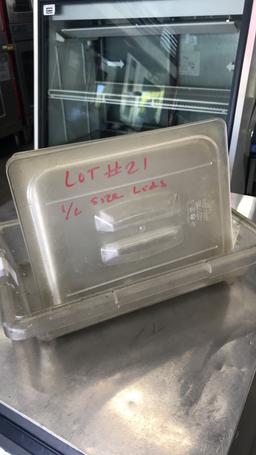 LOT #21
1/2 SIZE Lids